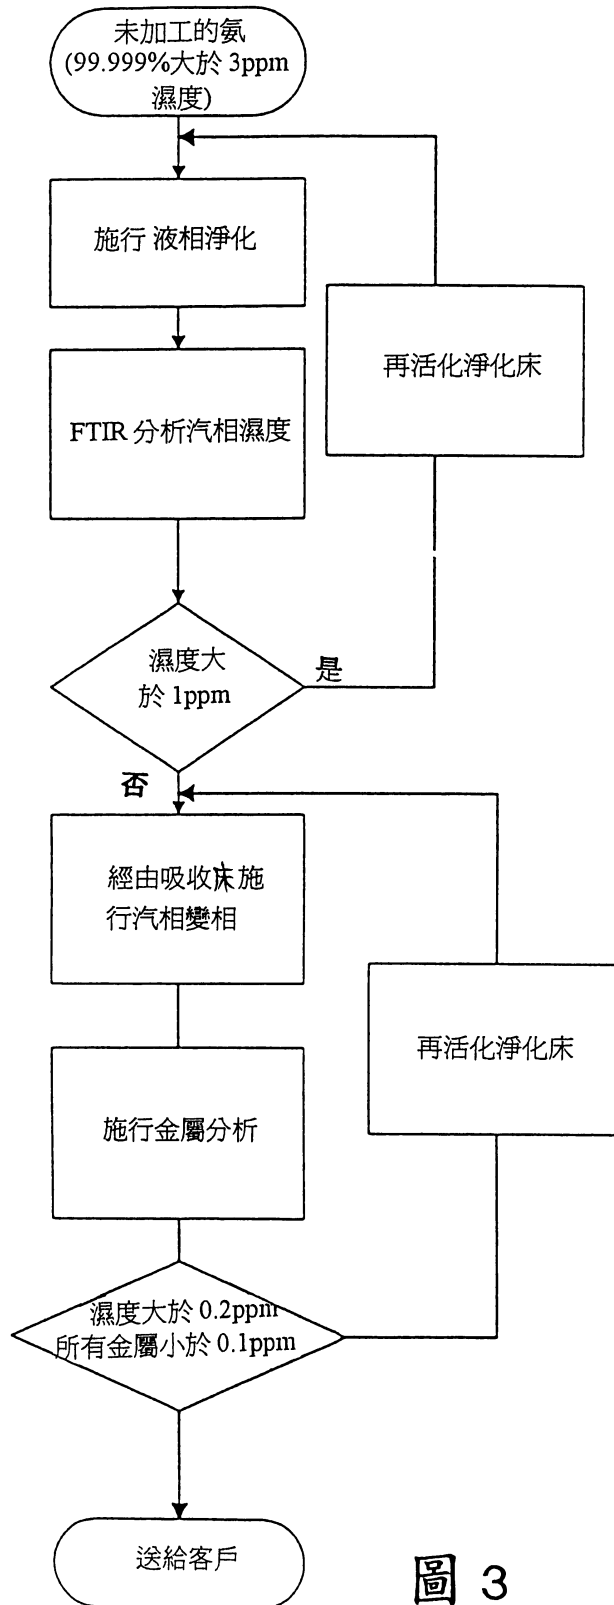 未加工的氨
(99.999%大於 3ppm
濕度)
施行 液相淨化
再活化淨化床
FTIR 分析汽相濕度
濕度大
於 1ppm
是
否
經由吸收床施
行汽相變相
再活化淨化床
施行金屬分析
濕度大於 0.2ppm
所有金屬小於 0.1ppm
送給客戶
圖 3